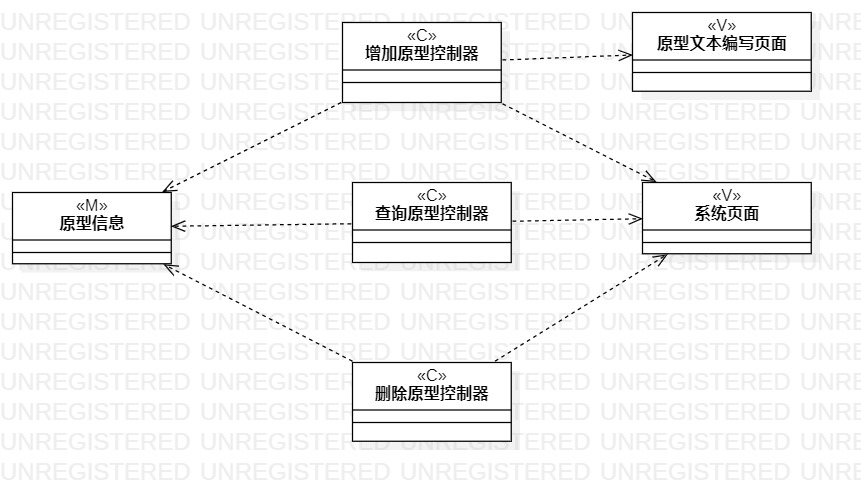 «C»
增加原型控制器
«V»
原型文本编写页面
«M»
原型信息
«C»
查询原型控制器
«V»
系统页面
«C»
删除原型控制器
UNREGISTERED UNREGISTERED UNREGISTERED UNREGISTERED UNREGISTERED